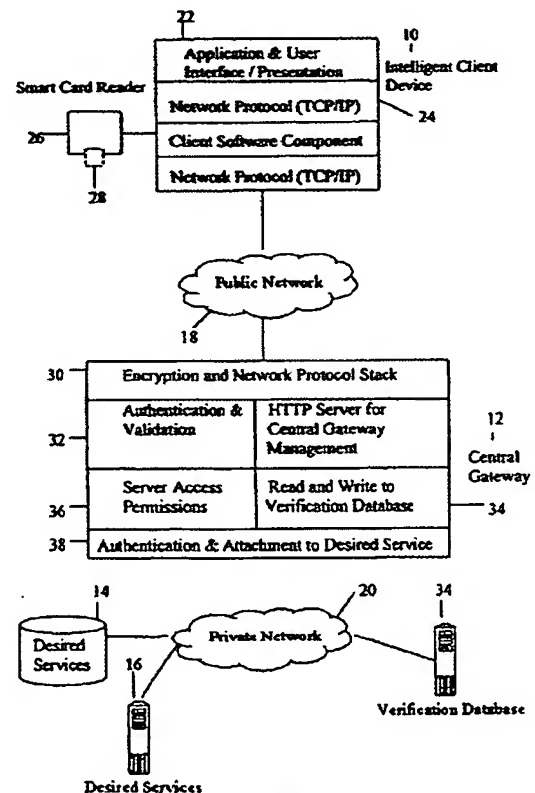 22
Application & User
Interface / Presentation
10
Intelligent Client
Device
Smart Card Reader
Network Protocol (TCP/IP)
24
26
Client Software Component
28
Network Protocol (TCP/IP)
Public Network
18
30
Encryption and Network Protocol Stack
32
Authentication &
Validation
HTTP Server for
Central Gateway
Management
12
Central
Gateway
36
Server Access
Permissions
Read and Write to
Verification Database
34
38
Authentication & Attachment to Desired Service
14
20
34
Desired
Services
Private Network
16
Verification Database
Desired Services